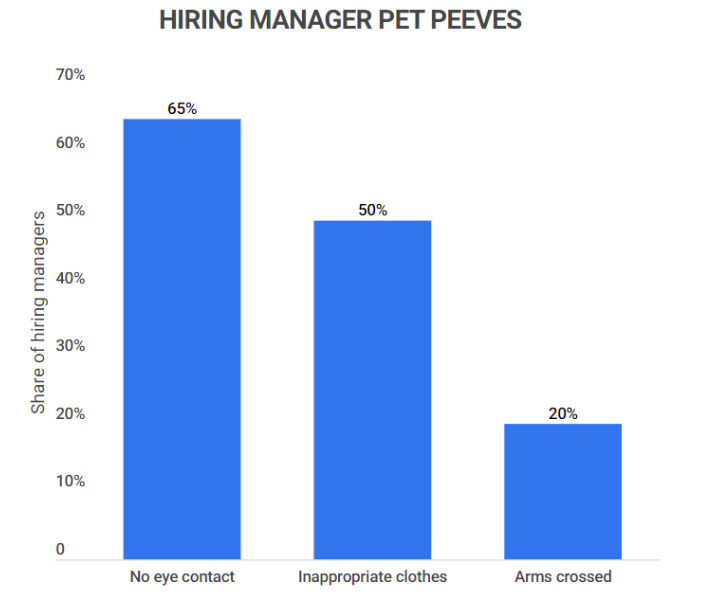 HIRING MANAGER PET PEEVES
Share of hiring managers
70%
60%
50%
40%
30%
20%
10%
0
65%
50%
20%
No eye contact
Inappropriate clothes
Arms crossed